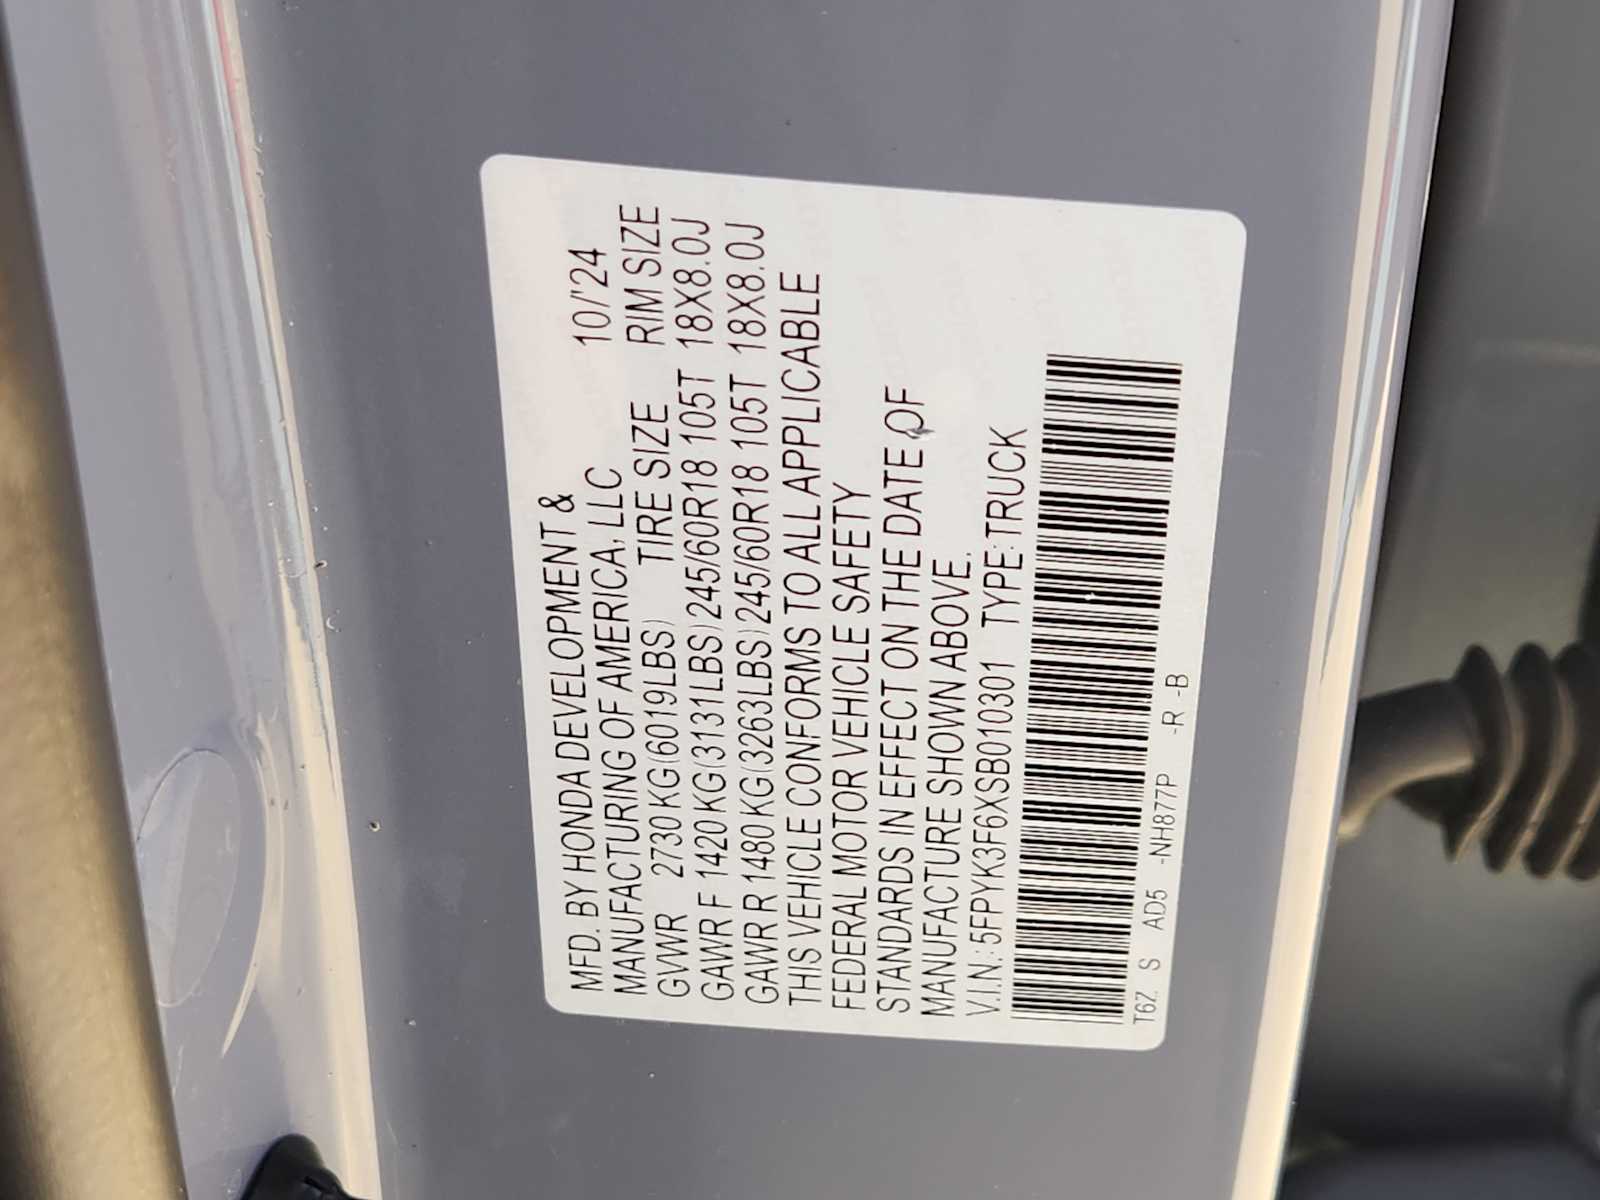 MFD. BY HONDA DEVELOPMENT &
MANUFACTURING OF AMERICA, LLC 10/'24
GVWR 2730 KG(6019LBS) TIRE SIZE RIM SIZE
GAWR F 1420 KG(3131LBS) 245/60R18 105T 18X8.0J
GAWR R 1480 KG(3263LBS) 245/60R18 105T 18X8.0J
THIS VEHICLE CONFORMS TO ALL APPLICABLE
FEDERAL MOTOR VEHICLE SAFETY
STANDARDS IN EFFECT ON THE DATE OF
MANUFACTURE SHOWN ABOVE.
V.I.N.: 5FPYK3F6XSB010301 TYPE:TRUCK
T6Z S AD5 -NH877P -R -B